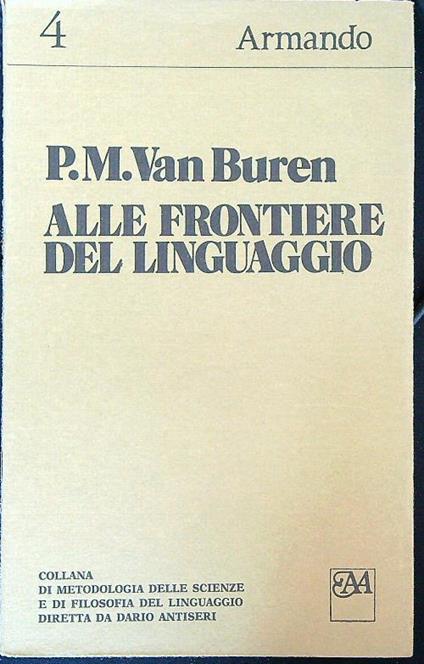 4 Armando
P.M.Van Buren
ALLE FRONTIERE
DEL LINGUAGGIO
COLLANA
DI METODOLOGIA DELLE SCIENZE
E DI FILOSOFIA DEL LINGUAGGIO
DIRETTA DA DARIO ANTISERI
EAA